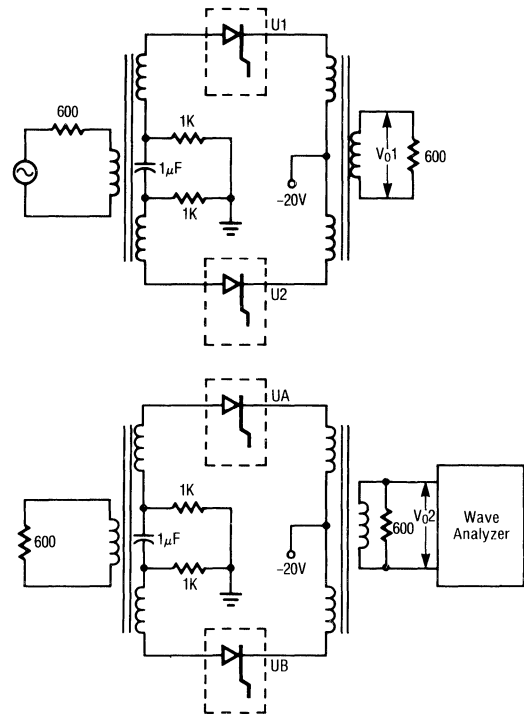 U1
600
1K
1μF
V₀1
600
–20V
1K
U2
UA
1K
600
1μF
V₀2
600
Wave
Analyzer
–20V
1K
UB